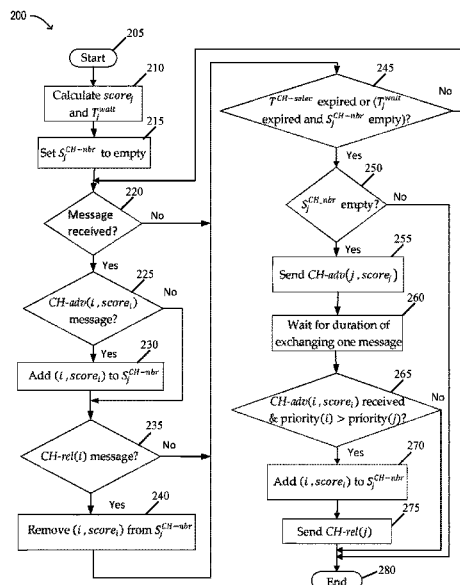 200
205
Start
210
Calculate score_j
and T_j^wait
215
Set S_j^CH-nbr to empty
220
Message
received?
No
Yes
225
CH-adv(i, score_i)
message?
No
Yes
230
Add (i, score_i) to S_j^CH-nbr
235
CH-rel(i) message?
No
Yes
240
Remove (i, score_i) from S_j^CH-nbr
245
T^CH-selec expired or (T_j^wait
expired and S_j^CH-nbr empty)?
No
Yes
250
S_j^CH_nbr empty?
No
Yes
255
Send CH-adv(j, score_j)
260
Wait for duration of
exchanging one message
265
CH-adv(i, score_i) received
& priority(i) > priority(j)?
No
Yes
270
Add (i, score_i) to S_j^CH-nbr
275
Send CH-rel(j)
End
280